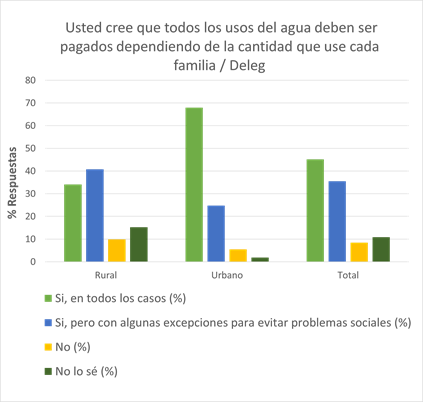 Usted cree que todos los usos del agua deben ser
pagados dependiendo de la cantidad que use cada
familia / Deleg
% Respuestas
80
70
60
50
40
30
20
10
0
Rural
Urbano
Total
Si, en todos los casos (%)
Si, pero con algunas excepciones para evitar problemas sociales (%)
No (%)
No lo sé (%)